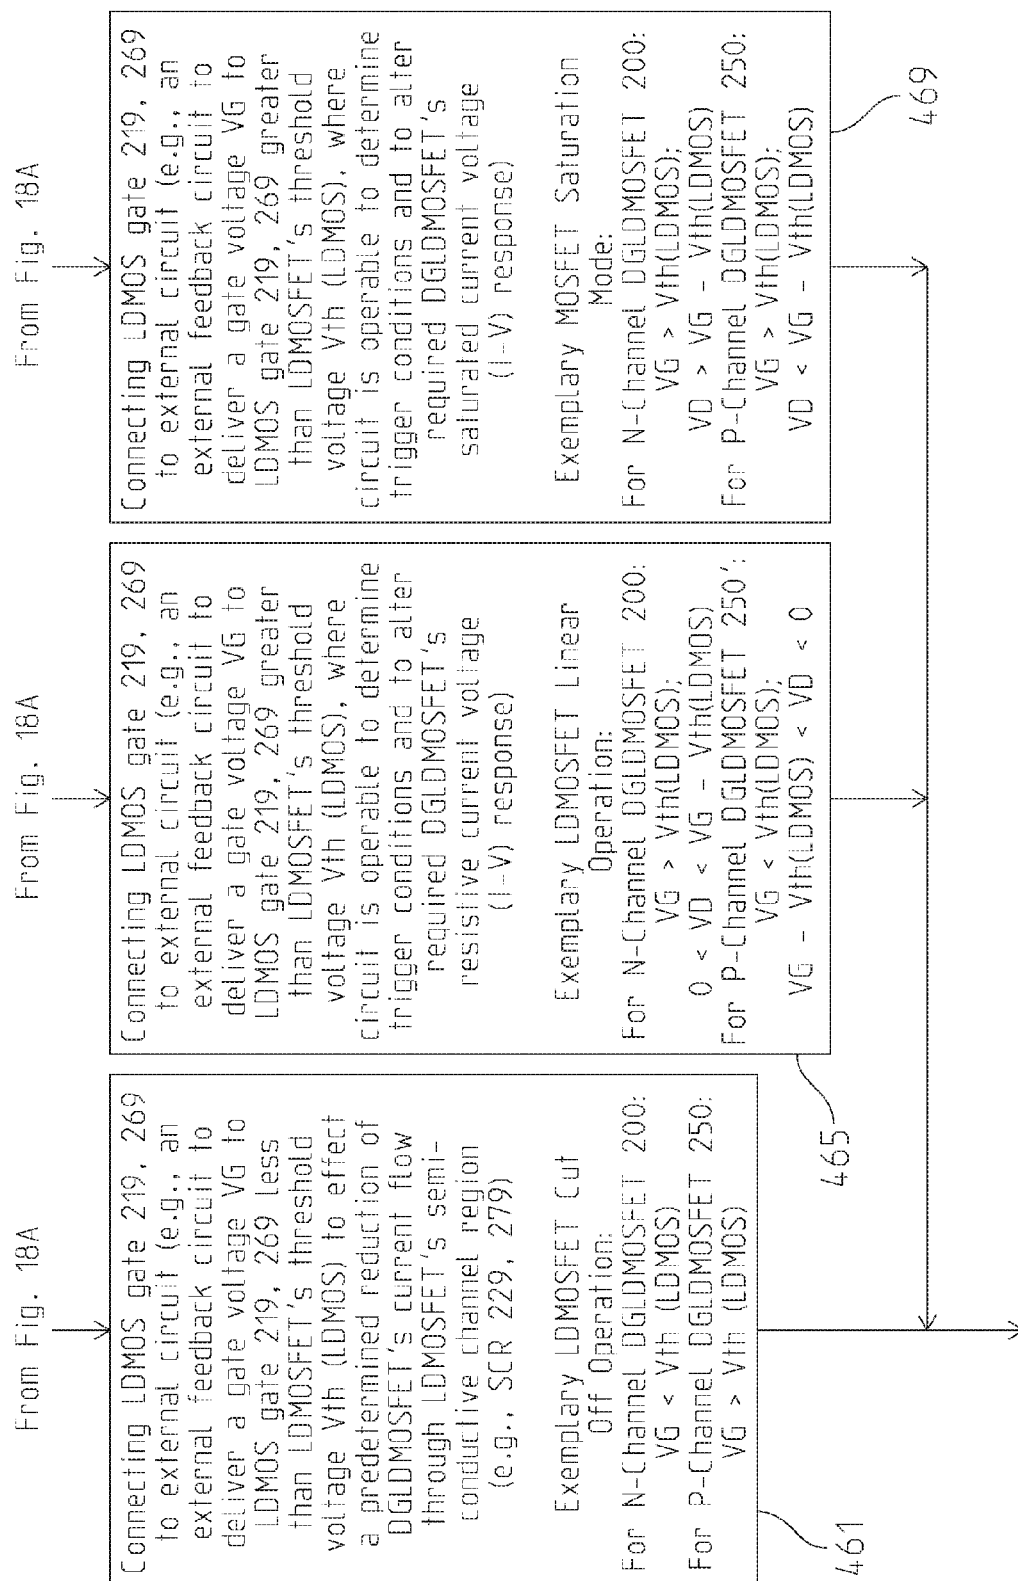 From Fig. 18A
Connecting LDMOS gate 219, 269
to external circuit (e.g., an
external feedback circuit to
deliver a gate voltage VG to
LDMOS gate 219, 269 less
than LDMOSFET's threshold
voltage Vth (LDMOS) to effect
a predetermined reduction of
DGLDMOSFET's current flow
through LDMOSFET's semi-
conductive channel region
(e.g., SCR 229, 279)
Exemplary LDMOSFET Cut
Off Operation:
For N-Channel DGLDMOSFET 200:
VG < Vth (LDMOS)
For P-Channel DGLDMOSFET 250:
VG > Vth (LDMOS)
461
From Fig. 18A
Connecting LDMOS gate 219, 269
to external circuit (e.g., an
external feedback circuit to
deliver a gate voltage VG to
LDMOS gate 219, 269 greater
than LDMOSFET's threshold
voltage Vth (LDMOS), where
circuit is operable to determine
trigger conditions and to alter
required DGLDMOSFET's
resistive current voltage
(I-V) response)
Exemplary LDMOSFET Linear
Operation:
For N-Channel DGLDMOSFET 200:
VG > Vth(LDMOS);
0 < VD < VG - Vth(LDMOS)
For P-Channel DGLDMOSFET 250':
VG < Vth(LDMOS);
VG - Vth(LDMOS) < VD < 0
465
From Fig. 18A
Connecting LDMOS gate 219, 269
to external circuit (e.g., an
external feedback circuit to
deliver a gate voltage VG to
LDMOS gate 219, 269 greater
than LDMOSFET's threshold
voltage Vth (LDMOS), where
circuit is operable to determine
trigger conditions and to alter
required DGLDMOSFET's
saturated current voltage
(I-V) response)
Exemplary MOSFET Saturation
Mode:
For N-Channel DGLDMOSFET 200:
VG > Vth(LDMOS);
VD > VG - Vth(LDMOS)
For P-Channel DGLDMOSFET 250:
VG > Vth(LDMOS);
VD < VG - Vth(LDMOS)
469